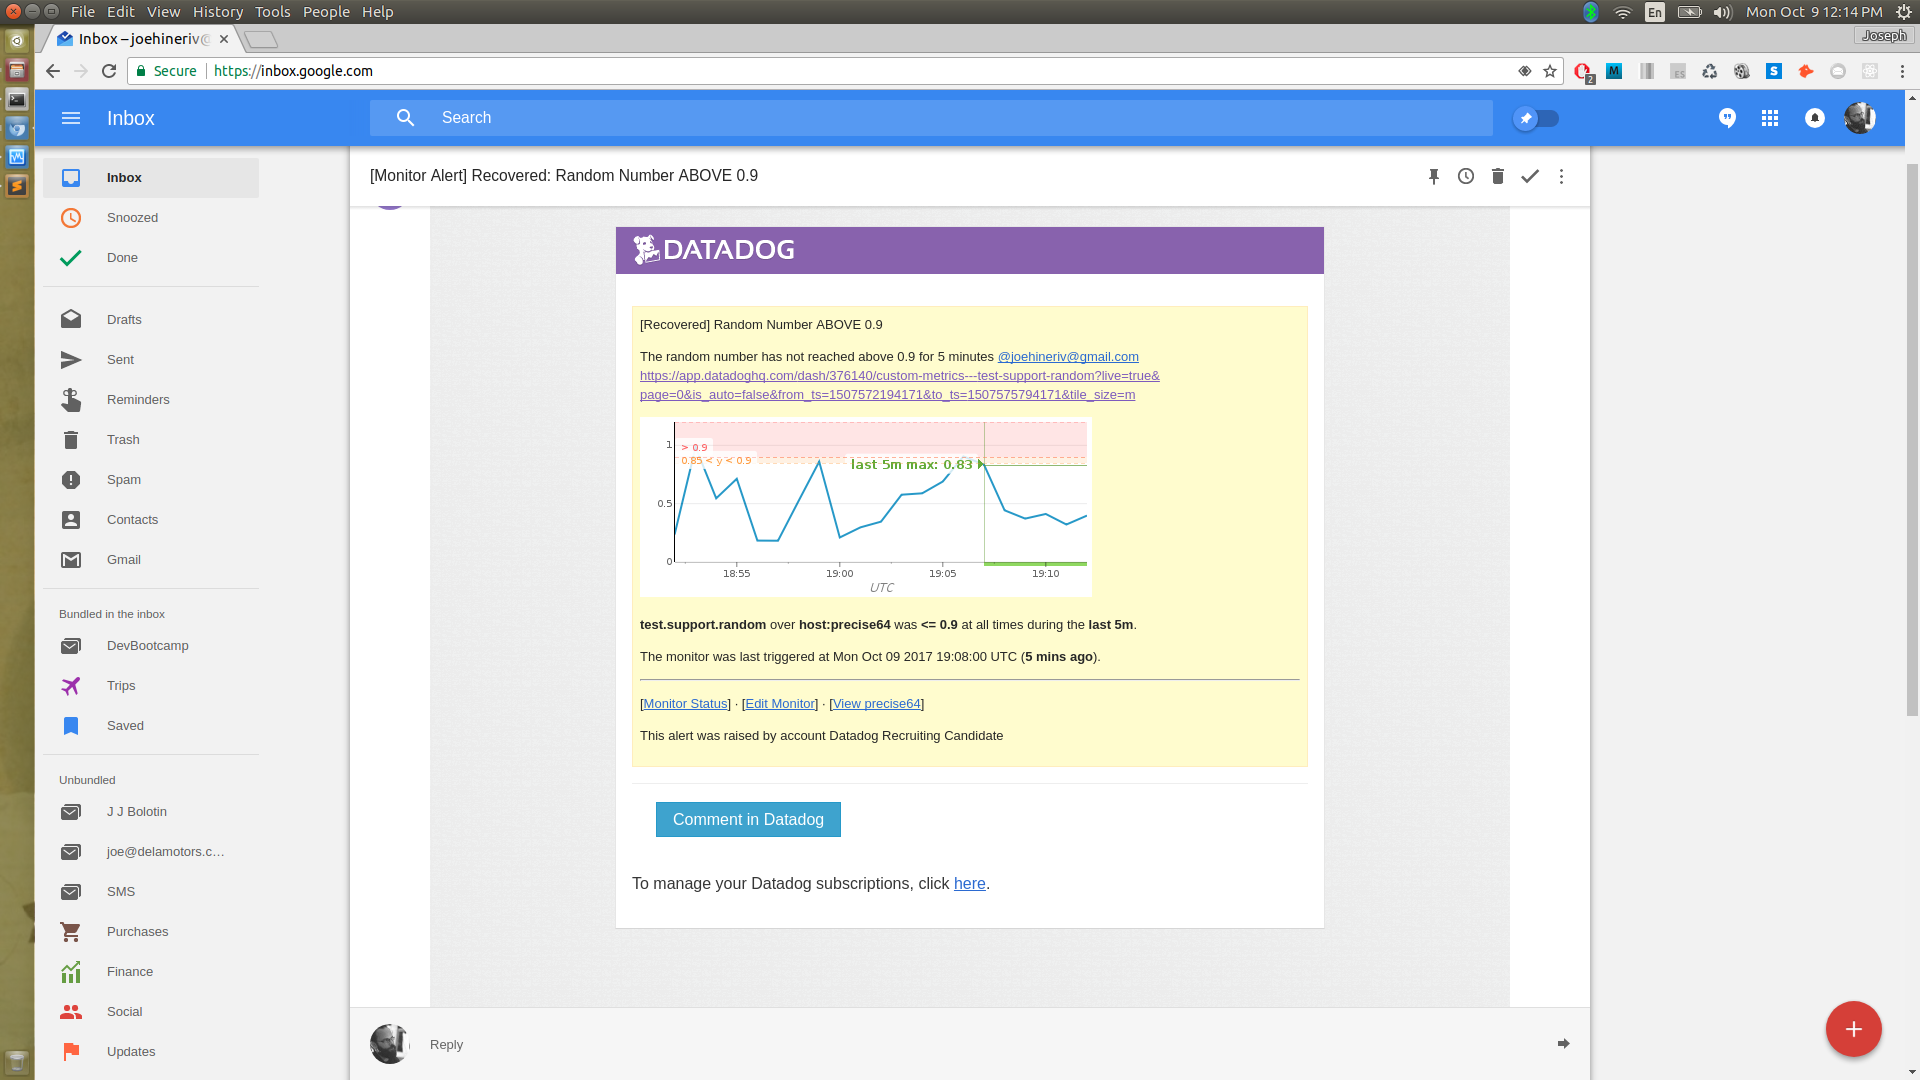 File Edit View History Tools People Help
En
Mon Oct 9 12:14 PM
Inbox – joehineriv@
Joseph
Secure https://inbox.google.com
2
M
ES
S
Inbox
Search
Inbox
Snoozed
Done
Drafts
Sent
Reminders
Trash
Spam
Contacts
Gmail
Bundled in the inbox
DevBootcamp
Trips
Saved
Unbundled
J J Bolotin
joe@delamotors.c…
SMS
Purchases
Finance
Social
Updates
[Monitor Alert] Recovered: Random Number ABOVE 0.9
DATADOG
[Recovered] Random Number ABOVE 0.9
The random number has not reached above 0.9 for 5 minutes @joehineriv@gmail.com
https://app.datadoghq.com/dash/376140/custom-metrics---test-support-random?live=true&
page=0&is_auto=false&from_ts=1507572194171&to_ts=1507575794171&tile_size=m
1
> 0.9
0.85 < y < 0.9
last 5m max: 0.83
0.5
0
18:55 19:00 19:05 19:10
UTC
test.support.random over host:precise64 was <= 0.9 at all times during the last 5m.
The monitor was last triggered at Mon Oct 09 2017 19:08:00 UTC (5 mins ago).
[Monitor Status] · [Edit Monitor] · [View precise64]
This alert was raised by account Datadog Recruiting Candidate
Comment in Datadog
To manage your Datadog subscriptions, click here.
Reply